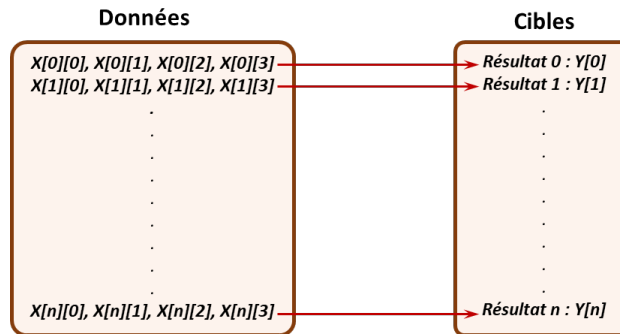 Données
X[0][0], X[0][1], X[0][2], X[0][3]
X[1][0], X[1][1], X[1][2], X[1][3]
.
.
.
.
.
.
.
.
.
X[n][0], X[n][1], X[n][2], X[n][3]
Cibles
Résultat 0 : Y[0]
Résultat 1 : Y[1]
.
.
.
.
.
.
.
.
.
Résultat n : Y[n]